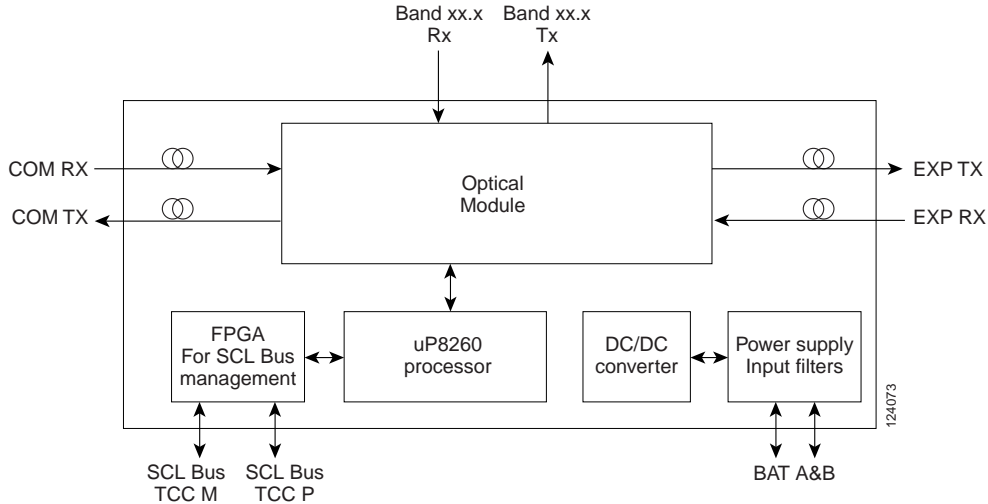 Band xx.x
Rx
Band xx.x
Tx
COM RX
COM TX
Optical
Module
EXP TX
EXP RX
FPGA
For SCL Bus
management
uP8260
processor
DC/DC
converter
Power supply
Input filters
124073
SCL Bus
TCC M
SCL Bus
TCC P
BAT A&B